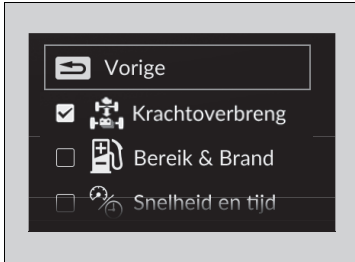 Vorige
Krachtoverbreng
Bereik & Brand
Snelheid en tijd